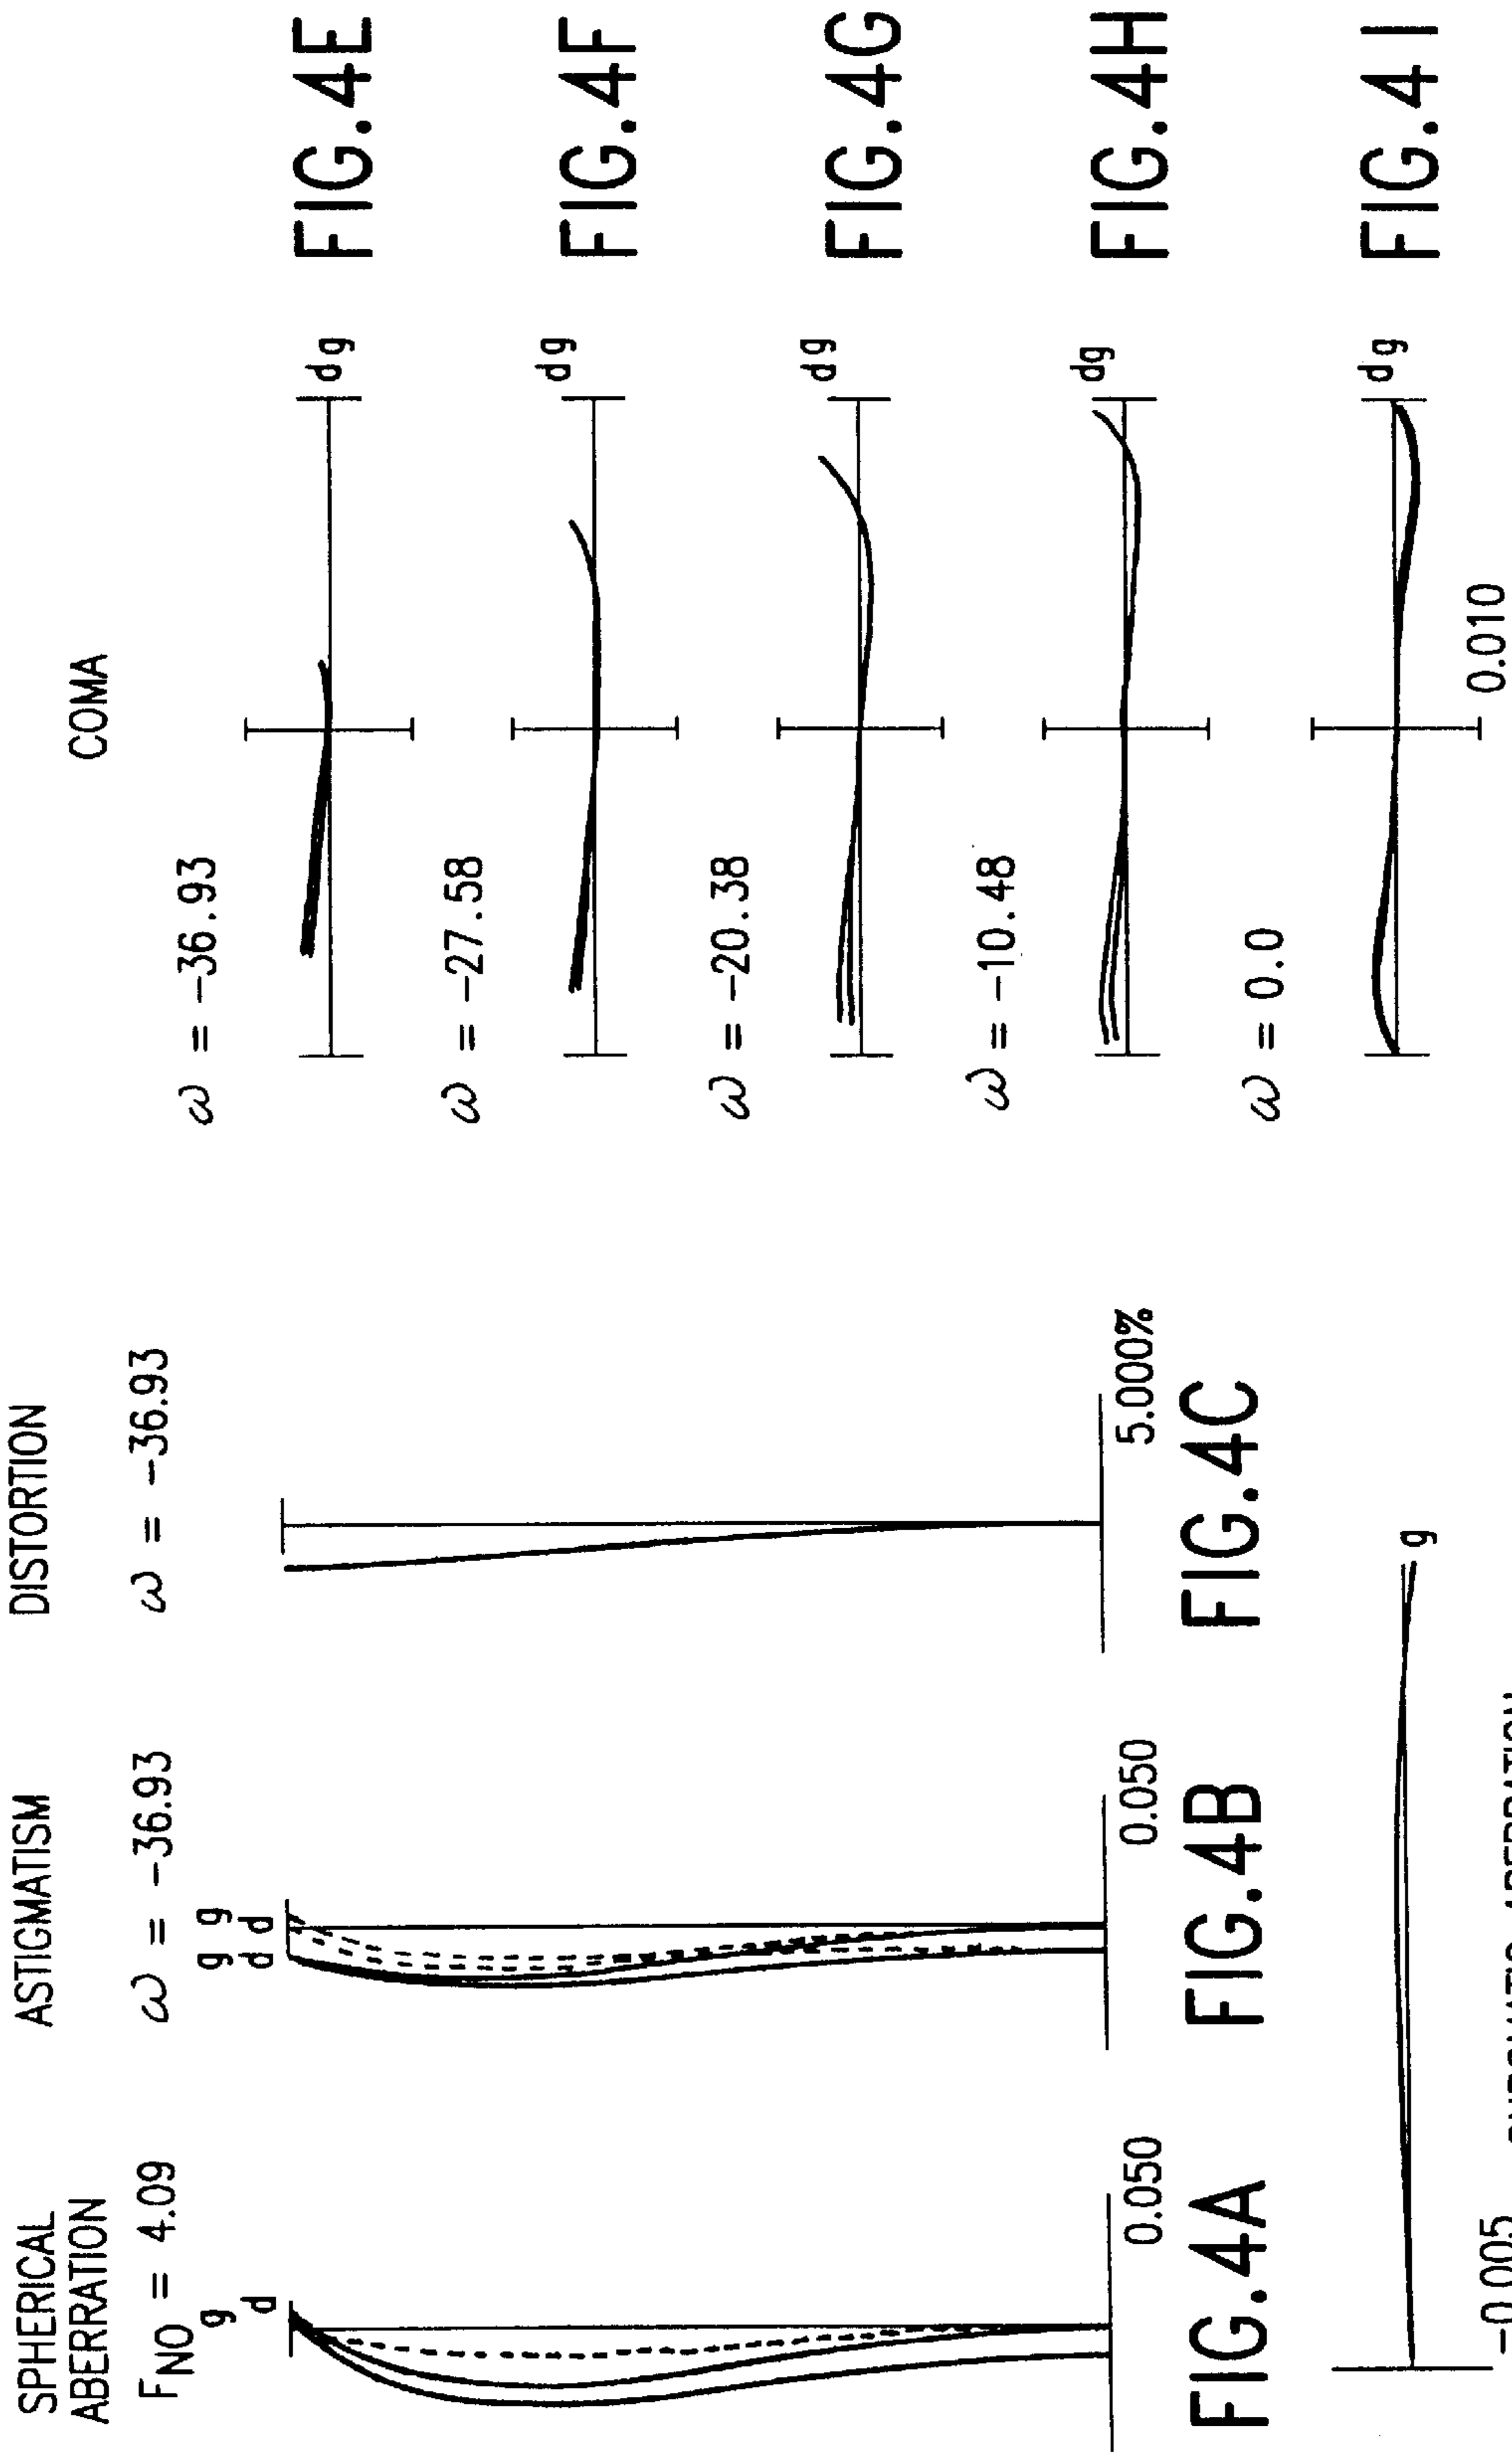 SPHERICAL
ABERRATION
F NO = 4.09
g
d
0.050
FIG.4A
ASTIGMATISM
ω = -36.93
g g
d d
0.050
FIG.4B
DISTORTION
ω = -36.93
5.000%
FIG.4C
g
-0.005
COMA
ω = -36.93
dg
FIG.4E
ω = -27.58
dg
FIG.4F
ω = -20.38
dg
FIG.4G
ω = -10.48
dg
FIG.4H
ω = 0.0
dg
0.010
FIG.4I